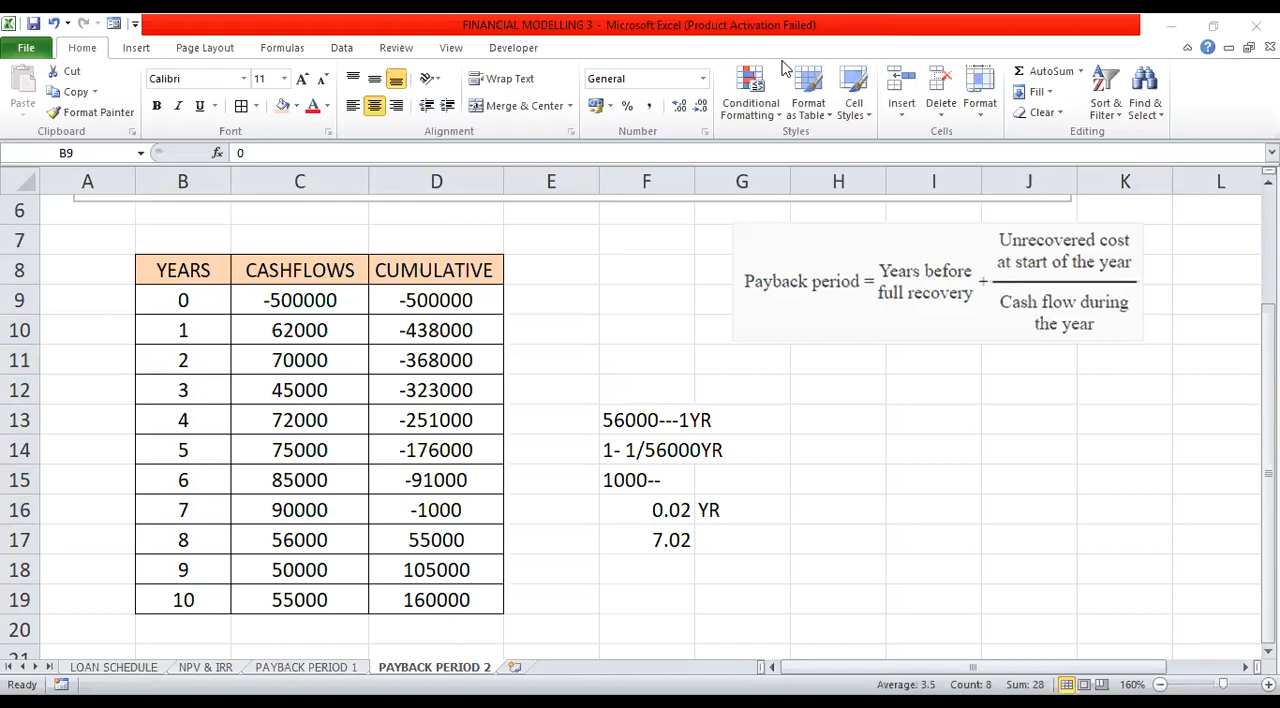 FINANCIAL MODELLING 3 - Microsoft Excel (Product Activation Failed)
File Home Insert Page Layout Formulas Data Review View Developer
Paste Cut Copy Format Painter Clipboard
Calibri 11 B I U A A A Font
Wrap Text Merge & Center Alignment
General % , Number
Conditional Formatting Format as Table Cell Styles Styles
Insert Delete Format Cells
Σ AutoSum Fill Clear Sort & Filter Find & Select Editing
B9 fx 0
A B C D E F G H I J K L
6
7
8 YEARS CASHFLOWS CUMULATIVE
9 0 -500000 -500000
10 1 62000 -438000
11 2 70000 -368000
12 3 45000 -323000
13 4 72000 -251000 56000---1YR
14 5 75000 -176000 1- 1/56000YR
15 6 85000 -91000 1000--
16 7 90000 -1000 0.02 YR
17 8 56000 55000 7.02
18 9 50000 105000
19 10 55000 160000
20
21
Payback period = Years before full recovery + Unrecovered cost at start of the year
Cash flow during the year
LOAN SCHEDULE NPV & IRR PAYBACK PERIOD 1 PAYBACK PERIOD 2
Ready Average: 3.5 Count: 8 Sum: 28 160%